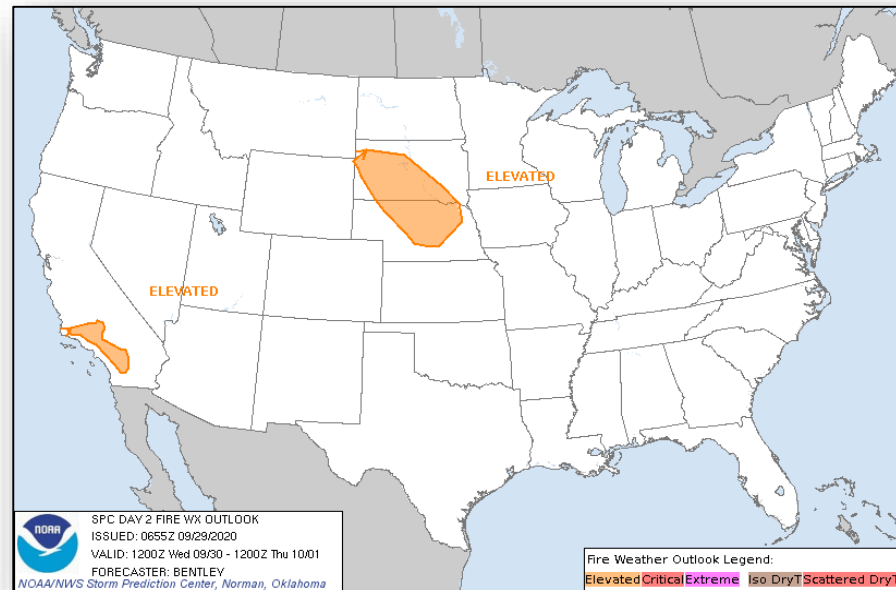 ELEVATED
ELEVATED
NOAA
SPC DAY 2 FIRE WX OUTLOOK
ISSUED: 0655Z 09/29/2020
VALID: 1200Z Wed 09/30 - 1200Z Thu 10/01
FORECASTER: BENTLEY
NOAA/NWS Storm Prediction Center, Norman, Oklahoma
Fire Weather Outlook Legend:
Elevated Critical Extreme Iso DryT Scattered DryT